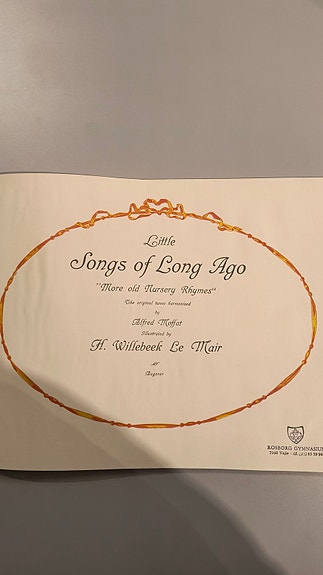 Little
Songs of Long Ago
"More old Nursery Rhymes"
The original tunes harmonised
by
Alfred Moffat
Illustrated by
H. Willebeek Le Mair
Augener
ROSBORG GYMNASIUM
7100 Vejle -